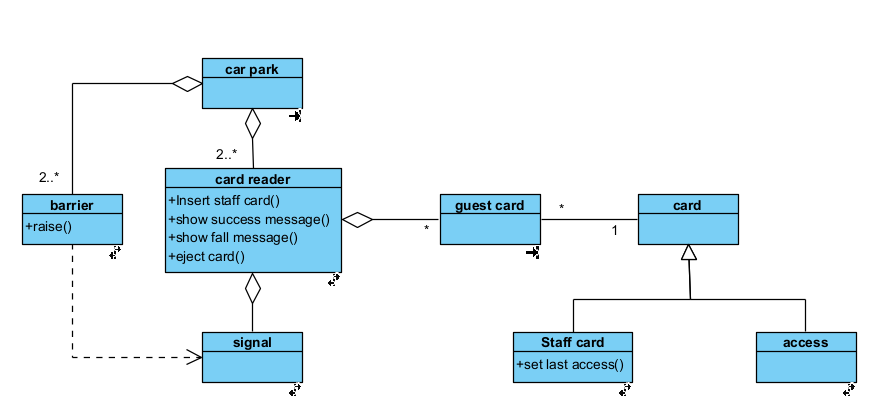 car park
2..*
2..*
barrier
+raise()
card reader
+Insert staff card()
+show success message()
+show fall message()
+eject card()
guest card
*
*
1
card
signal
Staff card
+set last access()
access